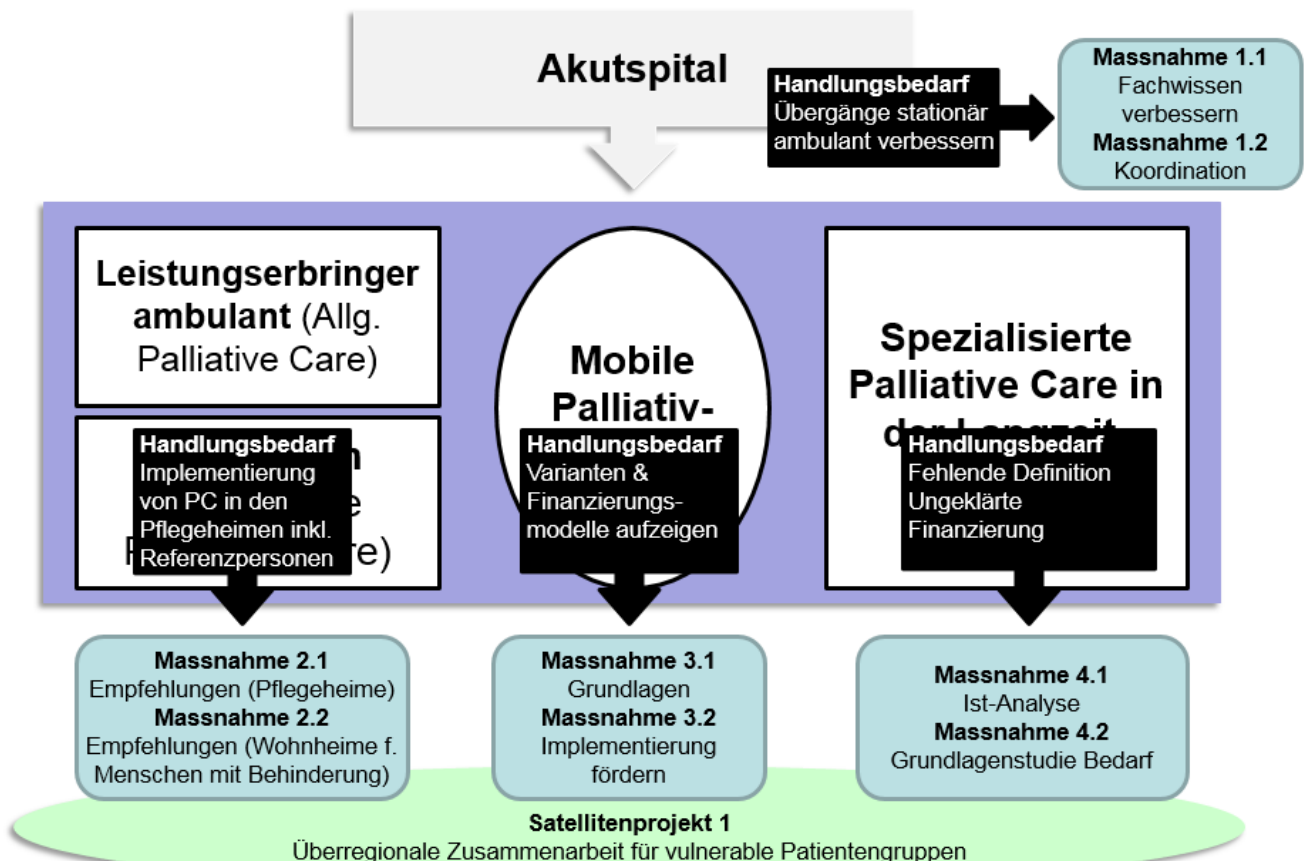 Akutspital
Handlungsbedarf
Übergänge stationär
ambulant verbessern
Massnahme 1.1
Fachwissen
verbessern
Massnahme 1.2
Koordination
Leistungserbringer
ambulant (Allg.
Palliative Care)
Mobile
Palliativ-
Spezialisierte
Palliative Care in
der Langzeit-
Handlungsbedarf
Implementierung
von PC in den
Pflegeheimen inkl.
Referenzpersonen
Handlungsbedarf
Varianten &
Finanzierungs-
modelle aufzeigen
Handlungsbedarf
Fehlende Definition
Ungeklärte
Finanzierung
Massnahme 2.1
Empfehlungen (Pflegeheime)
Massnahme 2.2
Empfehlungen (Wohnheime f.
Menschen mit Behinderung)
Massnahme 3.1
Grundlagen
Massnahme 3.2
Implementierung
fördern
Massnahme 4.1
Ist-Analyse
Massnahme 4.2
Grundlagenstudie Bedarf
Satellitenprojekt 1
Überregionale Zusammenarbeit für vulnerable Patientengruppen